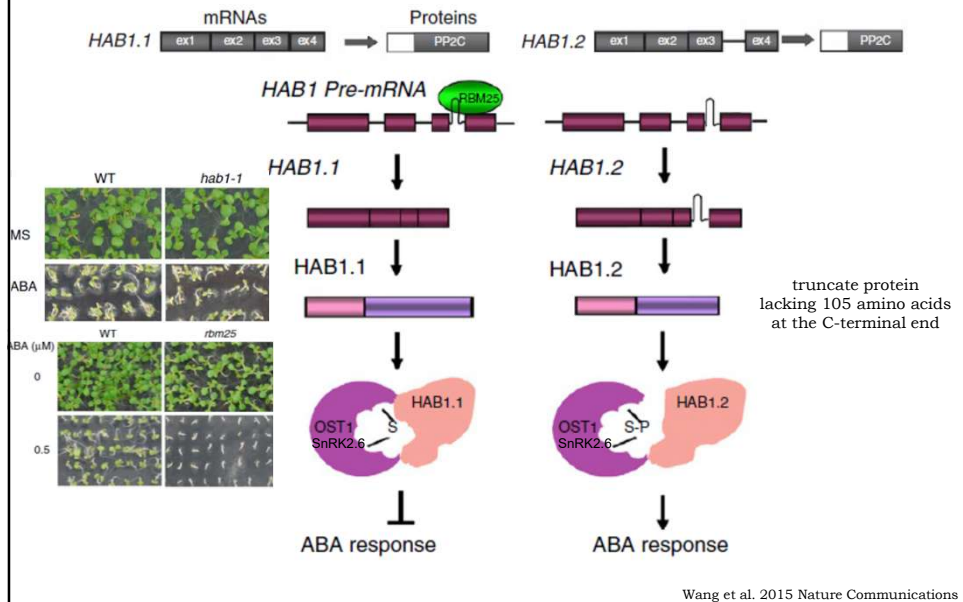 mRNAs Proteins
HAB1.1 ex1 ex2 ex3 ex4 PP2C
HAB1.2 ex1 ex2 ex3 ex4 PP2C
HAB1 Pre-mRNA
RBM25
HAB1.1
HAB1.2
WT hab1-1
MS
ABA
HAB1.1
HAB1.2
truncate protein
lacking 105 amino acids
at the C-terminal end
WT rbm25
ABA (µM)
0
0.5
OST1
SnRK2.6
S
HAB1.1
OST1
SnRK2.6
S-P
HAB1.2
ABA response
ABA response
Wang et al. 2015 Nature Communications